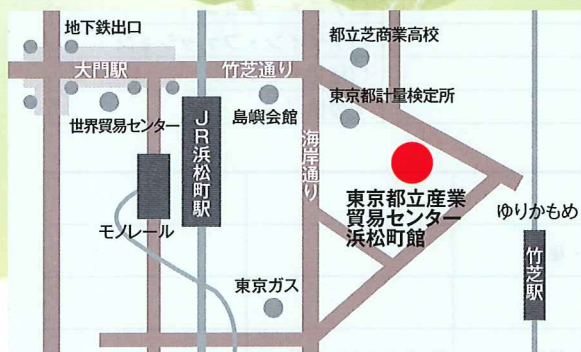 地下鉄出口
都立芝商業高校
大門駅
竹芝通り
東京都計量検定所
世界貿易センター
島嶼会館
JR浜松町駅
海岸通り
東京都立産業
貿易センター
浜松町館
ゆりかもめ
モノレール
竹芝駅
東京ガス